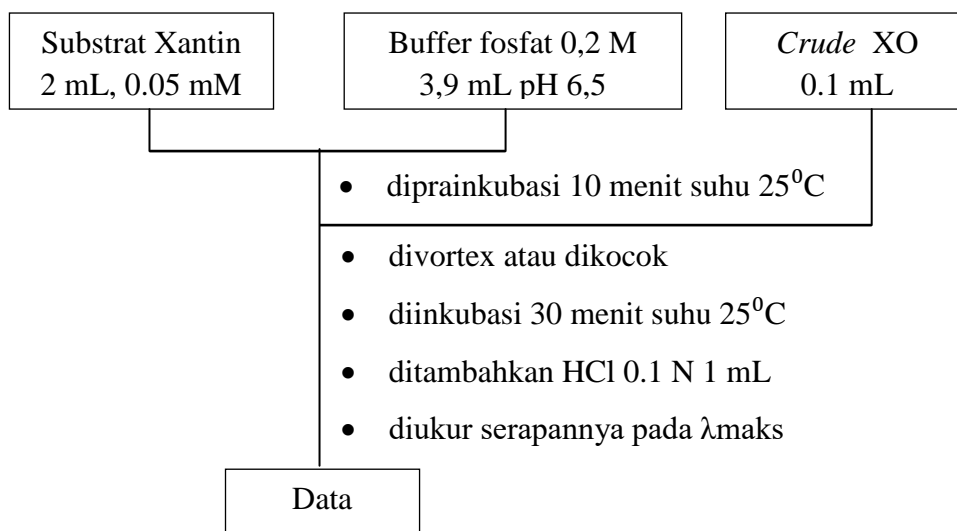 Substrat Xantin
2 mL, 0.05 mM
Buffer fosfat 0,2 M
3,9 mL pH 6,5
Crude XO
0.1 mL
• diprainkubasi 10 menit suhu 25⁰C
• divortex atau dikocok
• diinkubasi 30 menit suhu 25⁰C
• ditambahkan HCl 0.1 N 1 mL
• diukur serapannya pada λmaks
Data